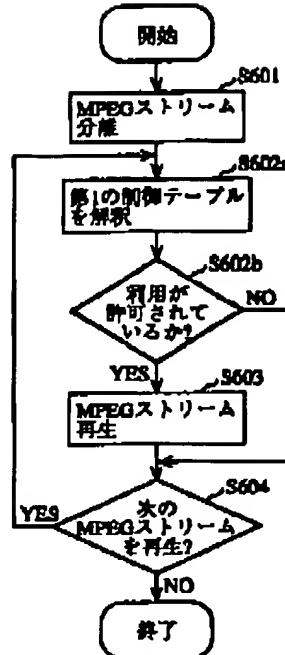 開始
S601
MPEGストリーム
分離
S602a
第1の制御テーブル
を解釈
S602b
利用が
許可されて
いるか?
NO
YES
S603
MPEGストリーム
再生
S604
次の
MPEGストリーム
を再生?
YES
NO
終了